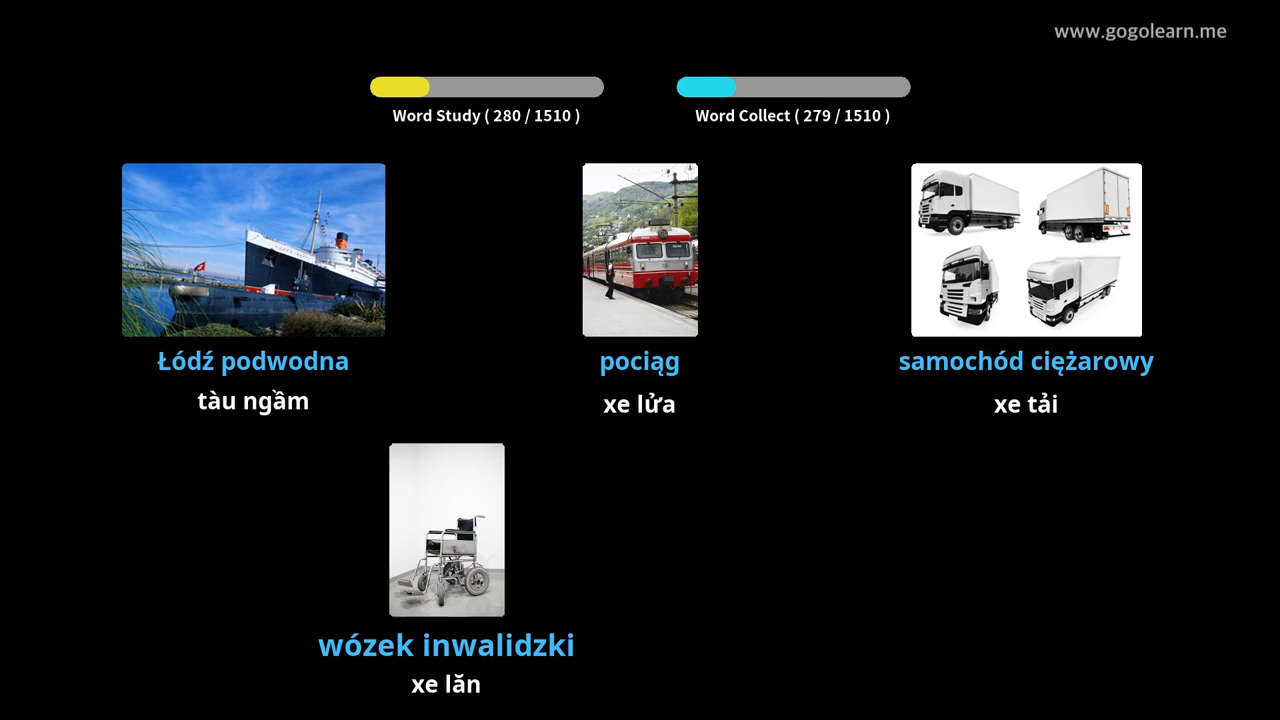 www.gogolearn.me
Word Study ( 280 / 1510 )
Word Collect ( 279 / 1510 )
Łódź podwodna
tàu ngầm
pociąg
xe lửa
samochód ciężarowy
xe tải
wózek inwalidzki
xe lăn